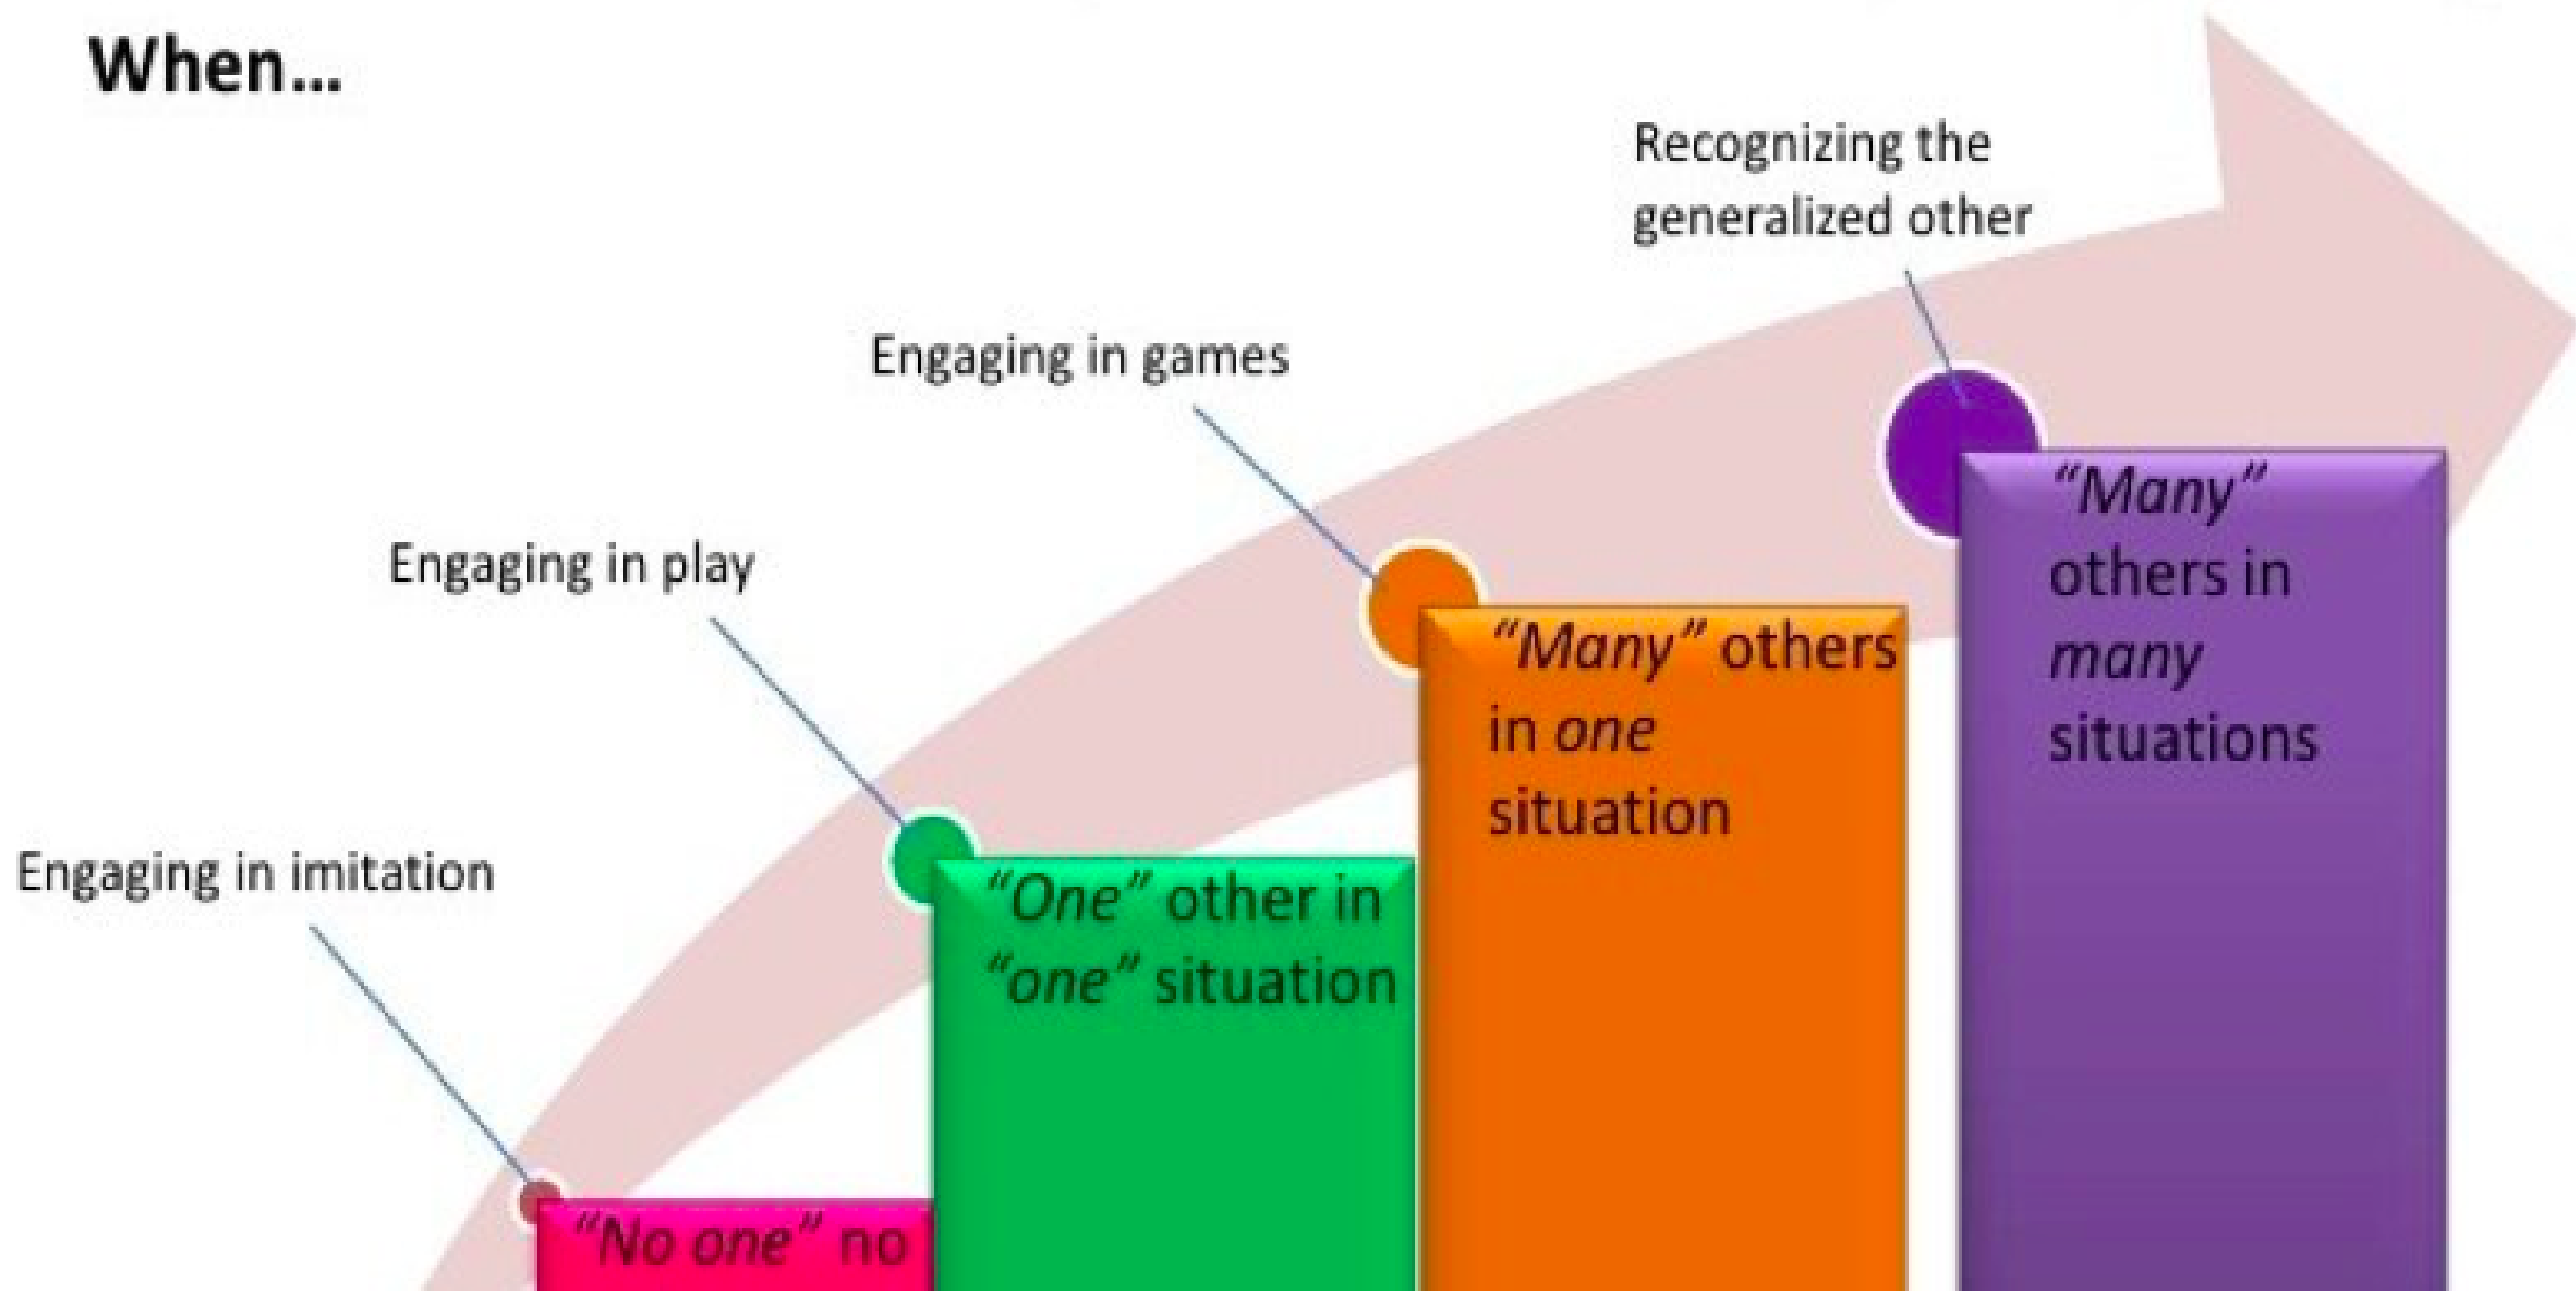 When...
Recognizing the
generalized other
Engaging in games
Engaging in play
Engaging in imitation
“Many”
others in
many
situations
“Many” others
in one
situation
“One” other in
“one” situation
“No one” no